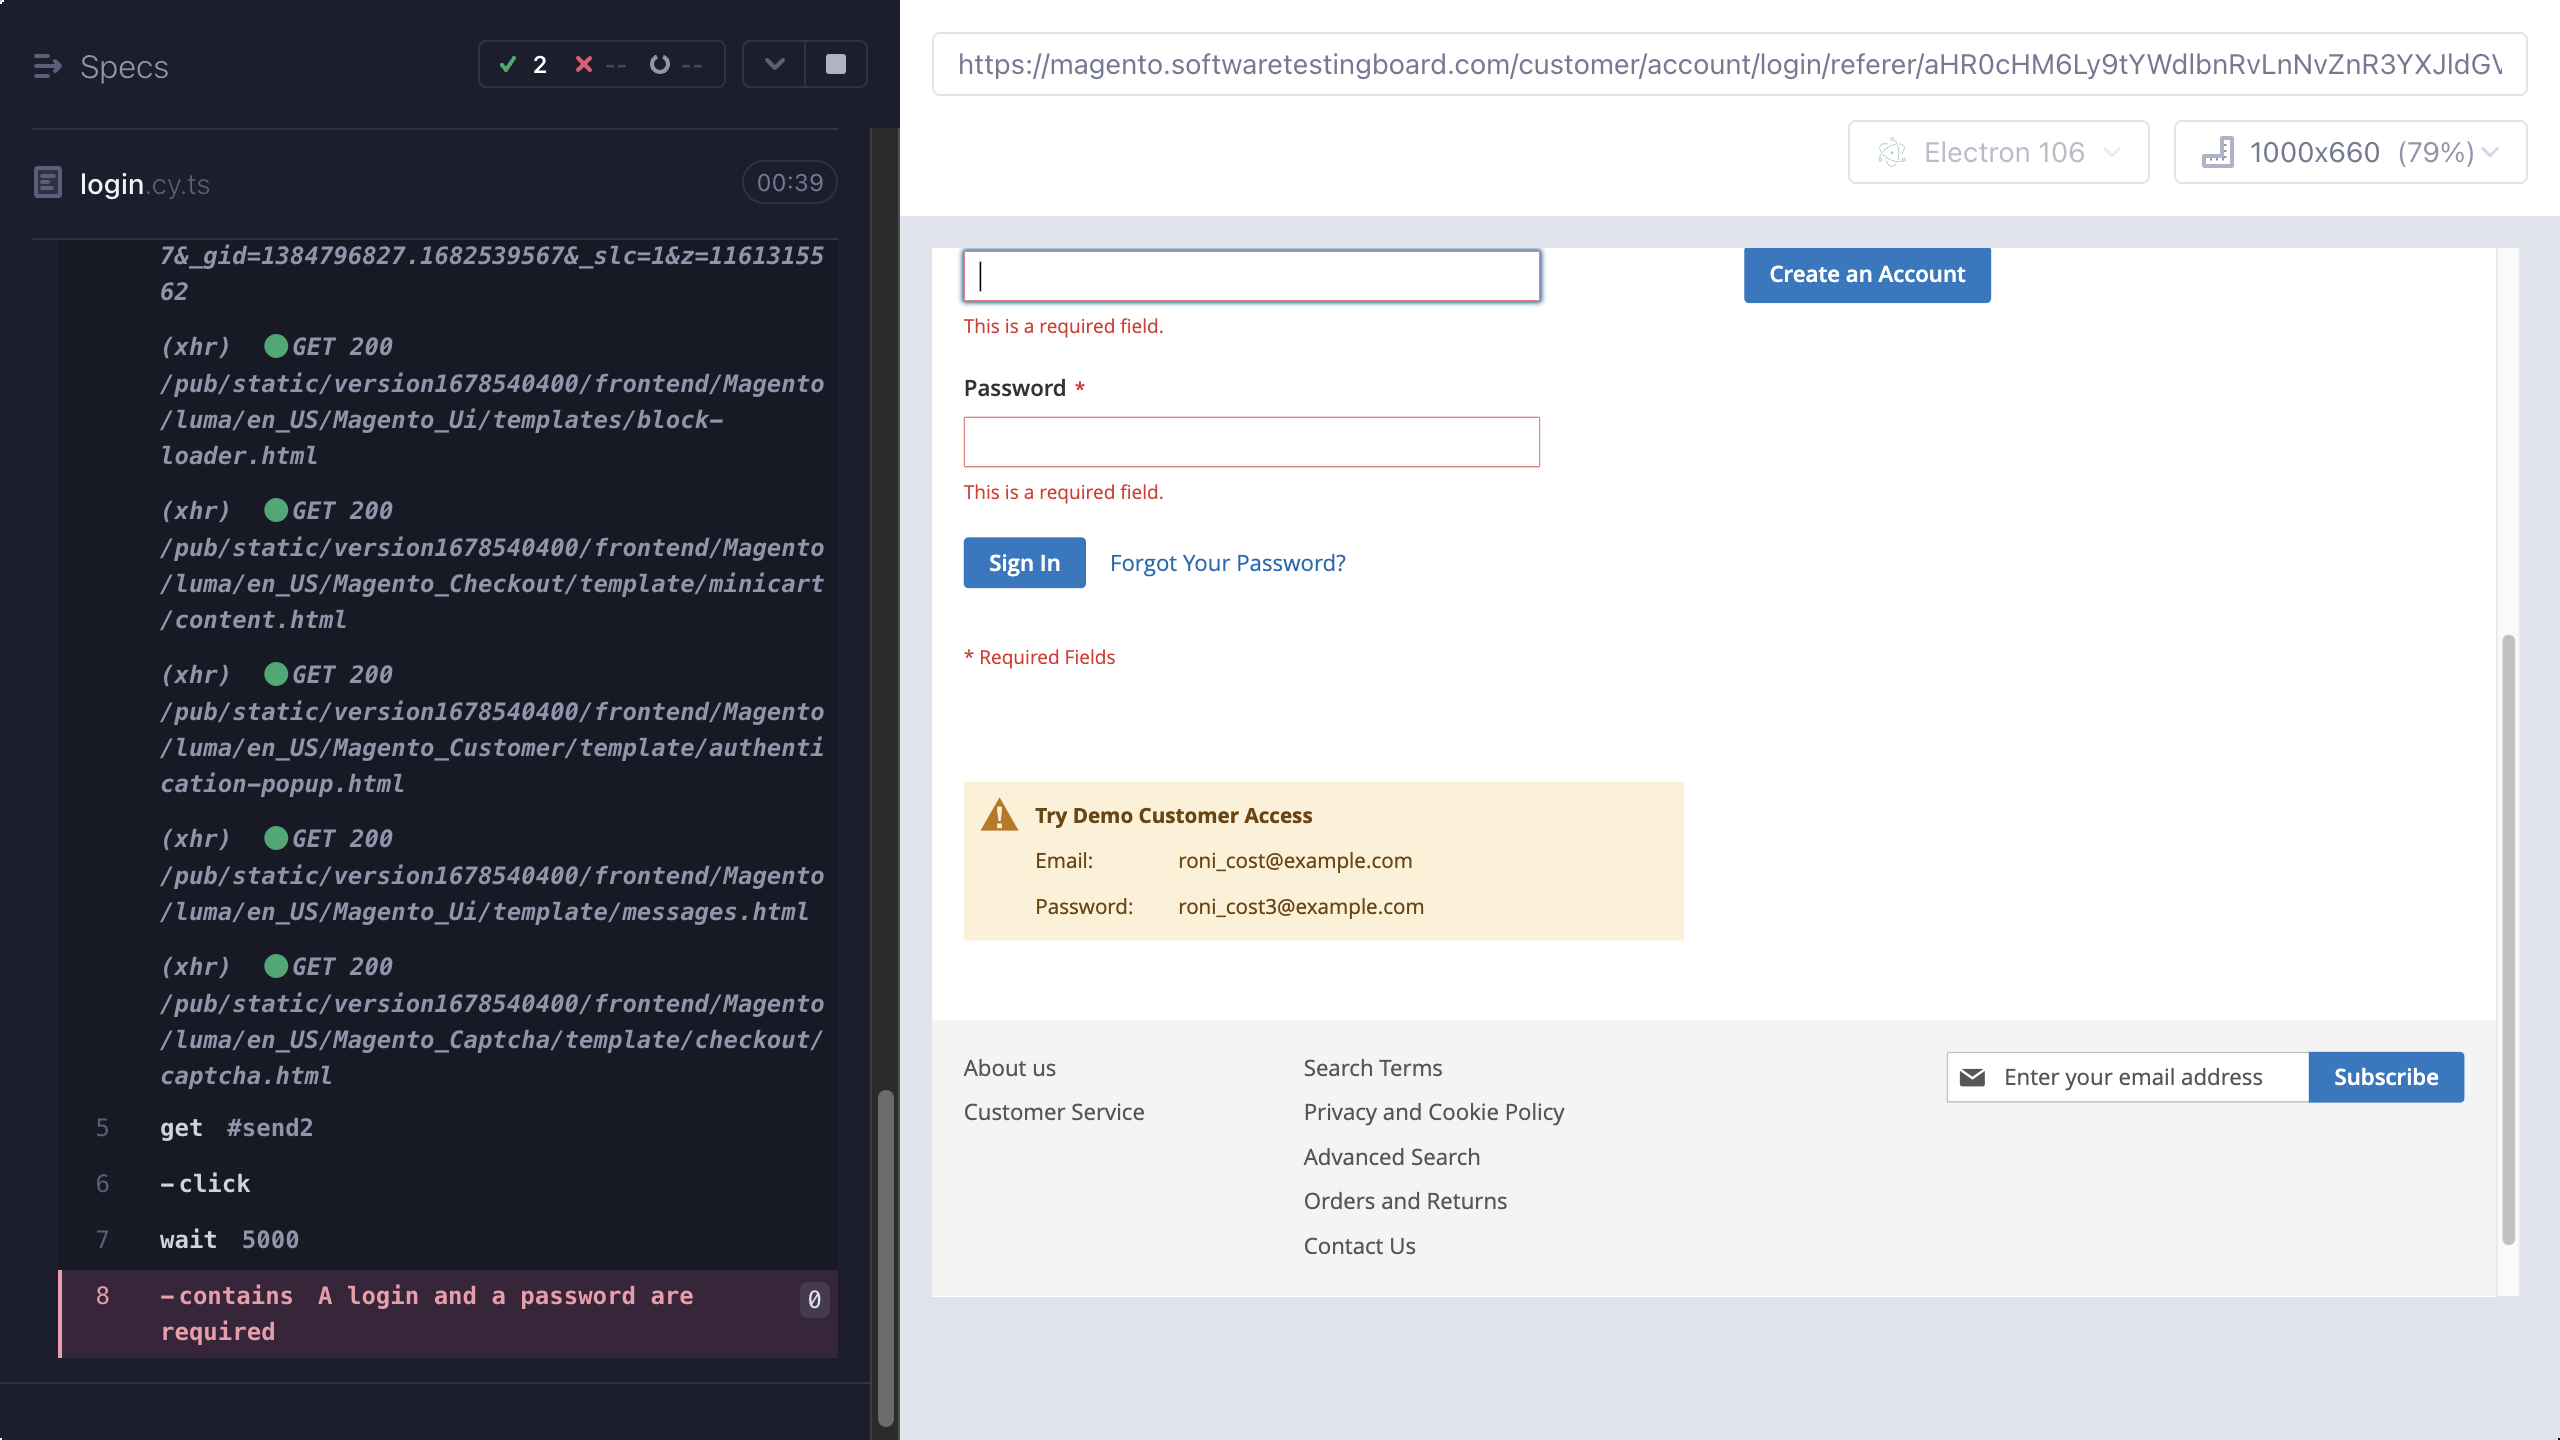 Specs
2 -- --
login.cy.ts 00:39
7&_gid=1384796827.1682539567&_slc=1&z=11613155
62
(xhr) GET 200
/pub/static/version1678540400/frontend/Magento
/luma/en_US/Magento_Ui/templates/block-
loader.html
(xhr) GET 200
/pub/static/version1678540400/frontend/Magento
/luma/en_US/Magento_Checkout/template/minicart
/content.html
(xhr) GET 200
/pub/static/version1678540400/frontend/Magento
/luma/en_US/Magento_Customer/template/authenti
cation-popup.html
(xhr) GET 200
/pub/static/version1678540400/frontend/Magento
/luma/en_US/Magento_Ui/template/messages.html
(xhr) GET 200
/pub/static/version1678540400/frontend/Magento
/luma/en_US/Magento_Captcha/template/checkout/
captcha.html
5 get #send2
6 -click
7 wait 5000
8 -contains A login and a password are 0
required
https://magento.softwaretestingboard.com/customer/account/login/referer/aHR0cHM6Ly9tYWdlbnRvLnNvZnR3YXJldGV
Electron 106
1000x660 (79%)
Create an Account
This is a required field.
Password *
This is a required field.
Sign In Forgot Your Password?
* Required Fields
Try Demo Customer Access
Email: roni_cost@example.com
Password: roni_cost3@example.com
About us
Customer Service
Search Terms
Privacy and Cookie Policy
Advanced Search
Orders and Returns
Contact Us
Enter your email address Subscribe